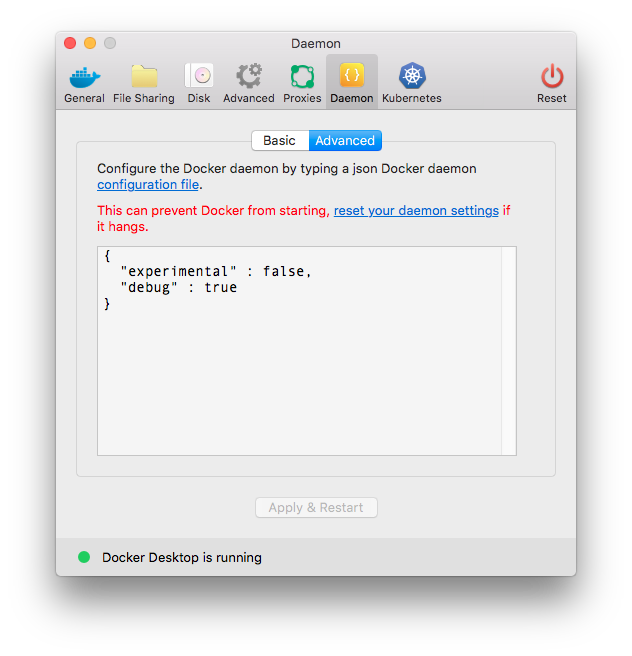 Daemon
General File Sharing Disk Advanced Proxies Daemon Kubernetes Reset
Basic Advanced
Configure the Docker daemon by typing a json Docker daemon
configuration file.
This can prevent Docker from starting, reset your daemon settings if
it hangs.
{
  "experimental" : false,
  "debug" : true
}
Apply & Restart
Docker Desktop is running